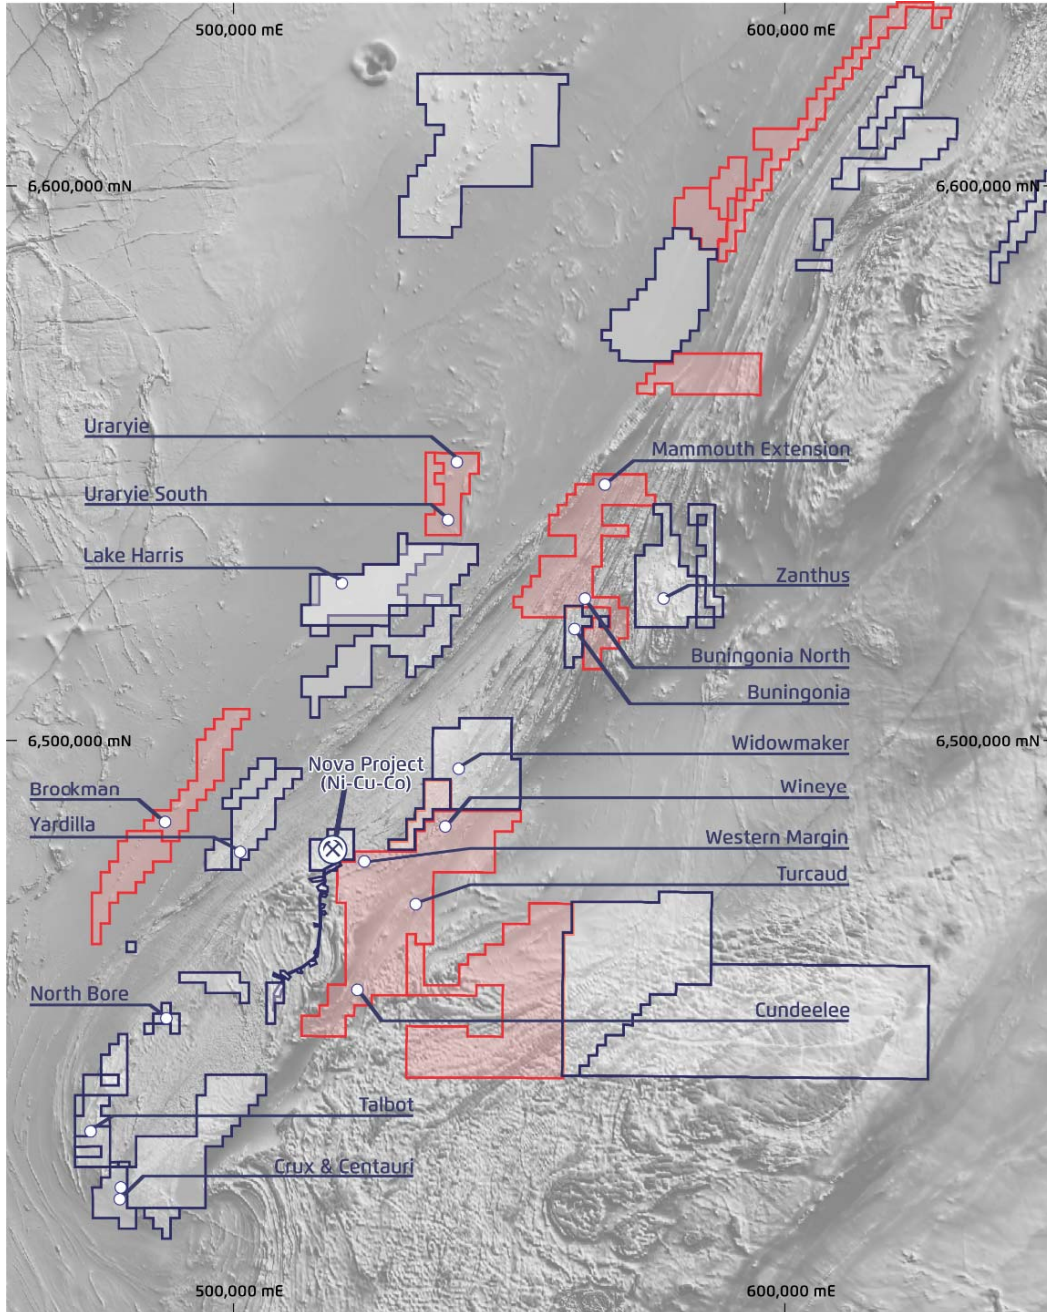 500,000 mE
600,000 mE
6,600,000 mN
6,600,000 mN
Uraryie
Mammouth Extension
Uraryie South
Lake Harris
Zanthus
Buningonia North
Buningonia
6,500,000 mN
6,500,000 mN
Widowmaker
Nova Project
(Ni-Cu-Co)
Brookman
Wineye
Yardilla
Western Margin
Turcaud
North Bore
Cundeelee
Talbot
Crux & Centauri
500,000 mE
600,000 mE